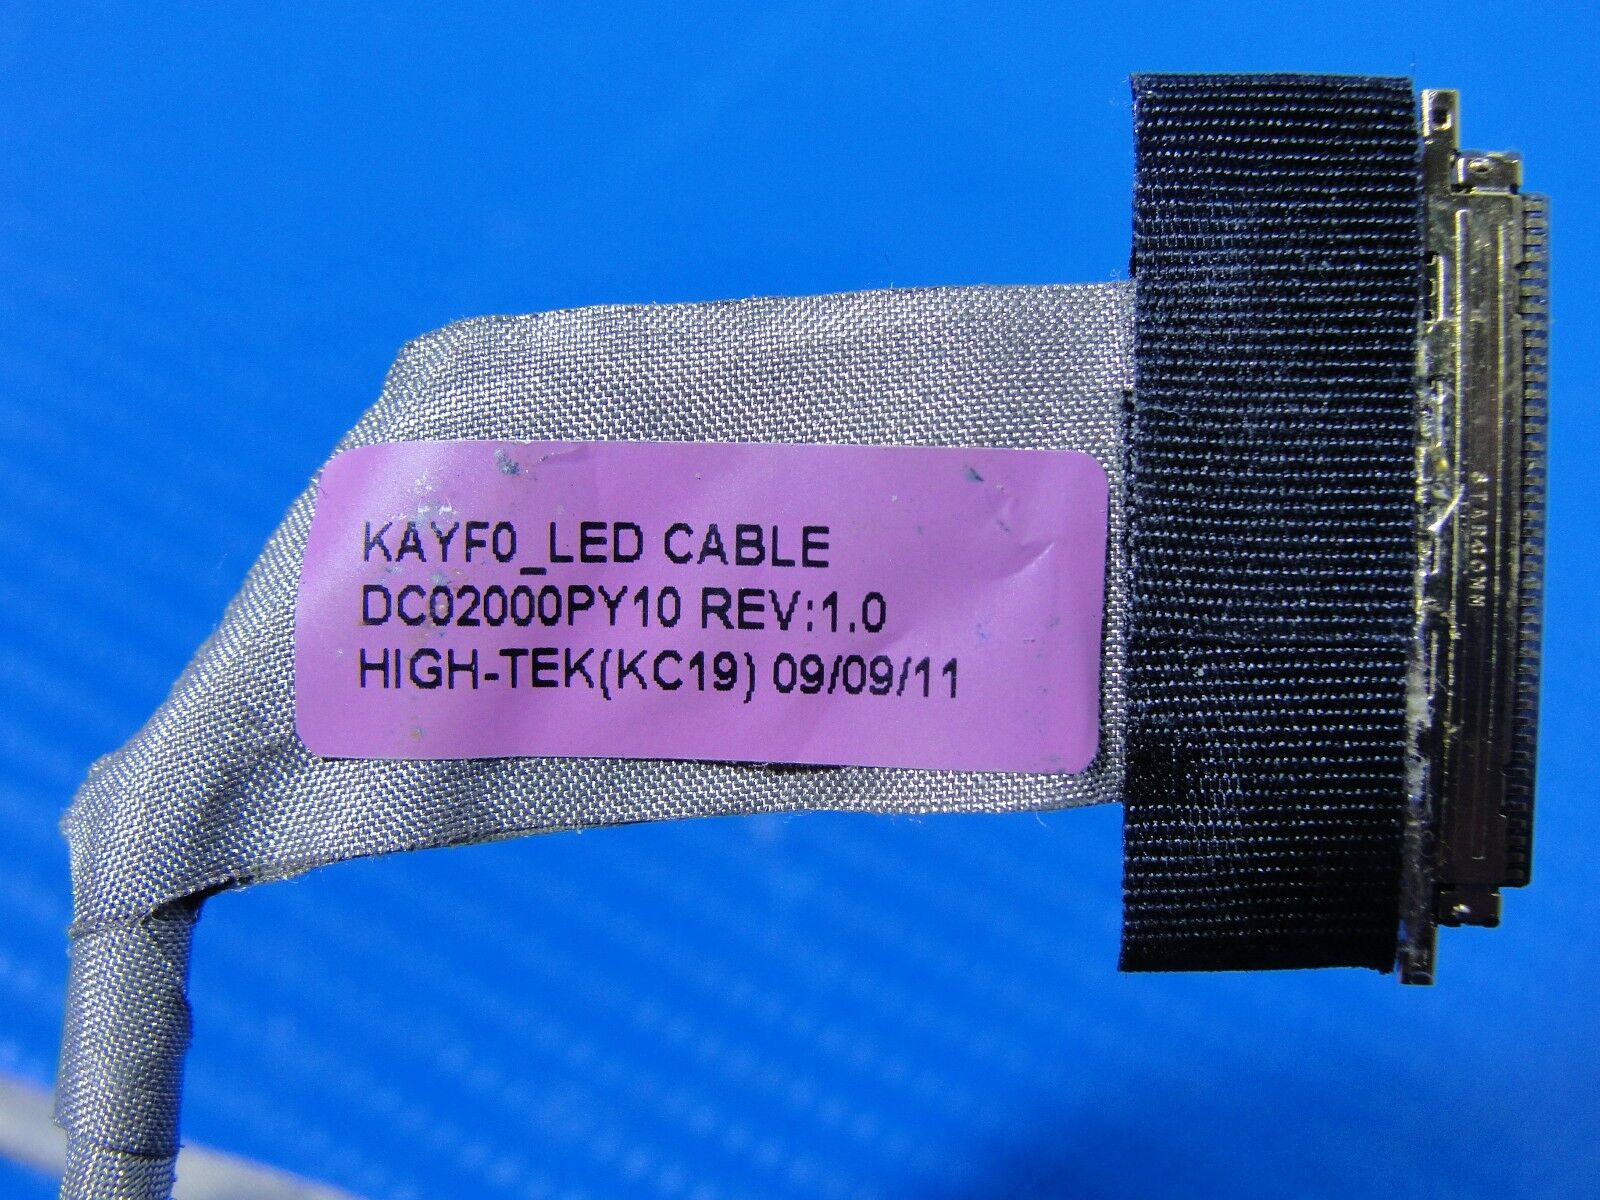 KAYF0_LED CABLE
DC02000PY10 REV:1.0
HIGH-TEK(KC19) 09/09/11